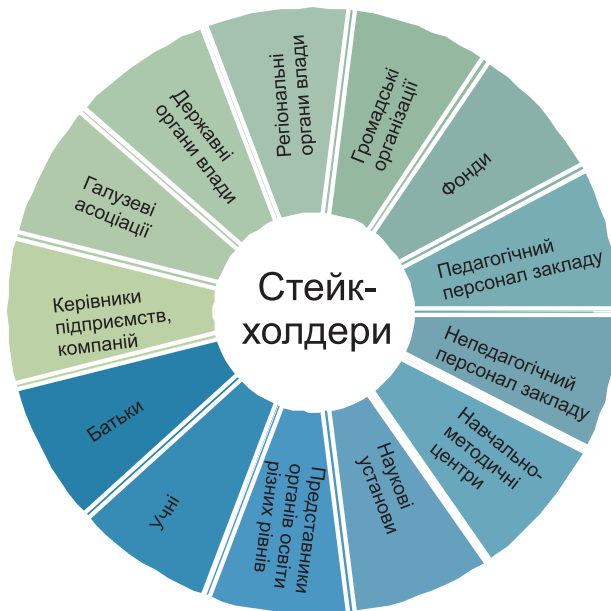 Стейк-
холдери
Регіональні
органи влади
Громадські
організації
Фонди
Педагогічний
персонал закладу
Непедагогічний
персонал закладу
Навчально-
методичні
центри
Наукові
установи
Представники
органів освіти
різних рівнів
Учні
Батьки
Керівники
підприємств,
компаній
Галузеві
асоціації
Державні
органи влади